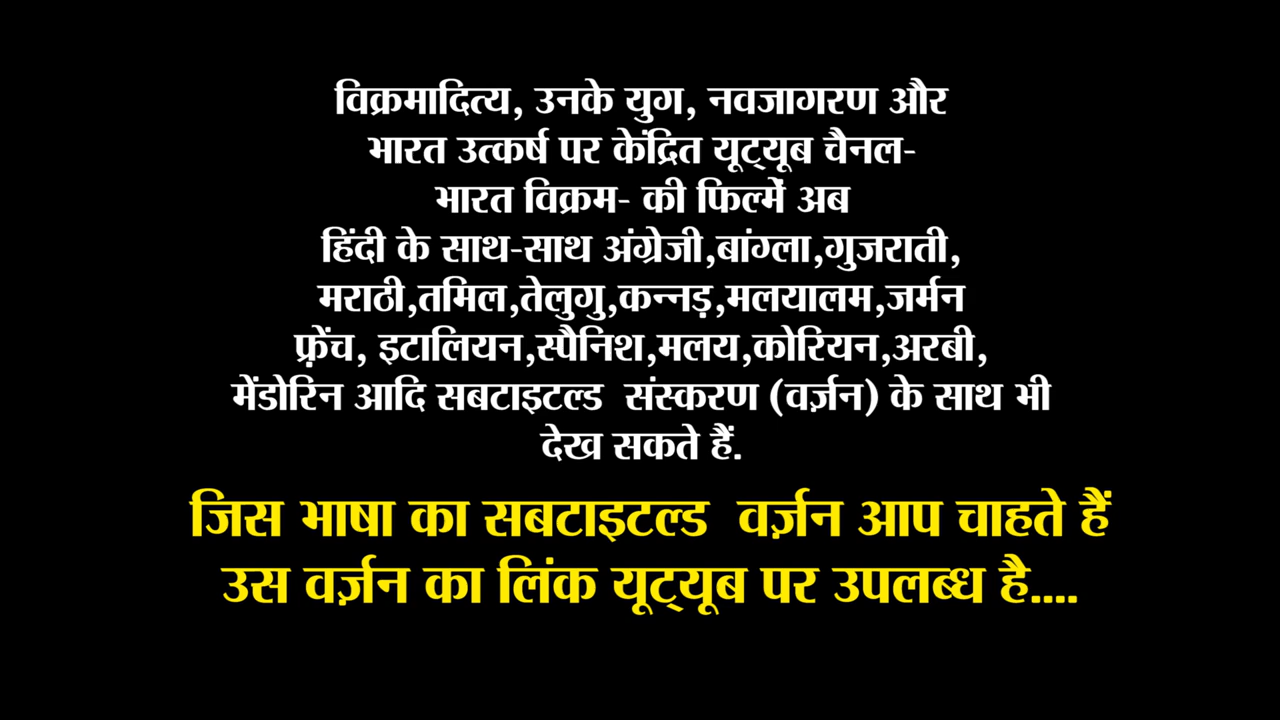 विक्रमादित्य, उनके युग, नवजागरण और
भारत उत्कर्ष पर केंद्रित यूट्यूब चैनल-
भारत विक्रम- की फिल्में अब
हिंदी के साथ-साथ अंग्रेजी,बांग्ला,गुजराती,
मराठी,तमिल,तेलुगु,कन्नड़,मलयालम,जर्मन
फ़्रेंच, इटालियन,स्पैनिश,मलय,कोरियन,अरबी,
मेंडोरिन आदि सबटाइटल्ड संस्करण (वर्ज़न) के साथ भी
देख सकते हैं.
जिस भाषा का सबटाइटल्ड वर्ज़न आप चाहते हैं
उस वर्ज़न का लिंक यूट्यूब पर उपलब्ध है....